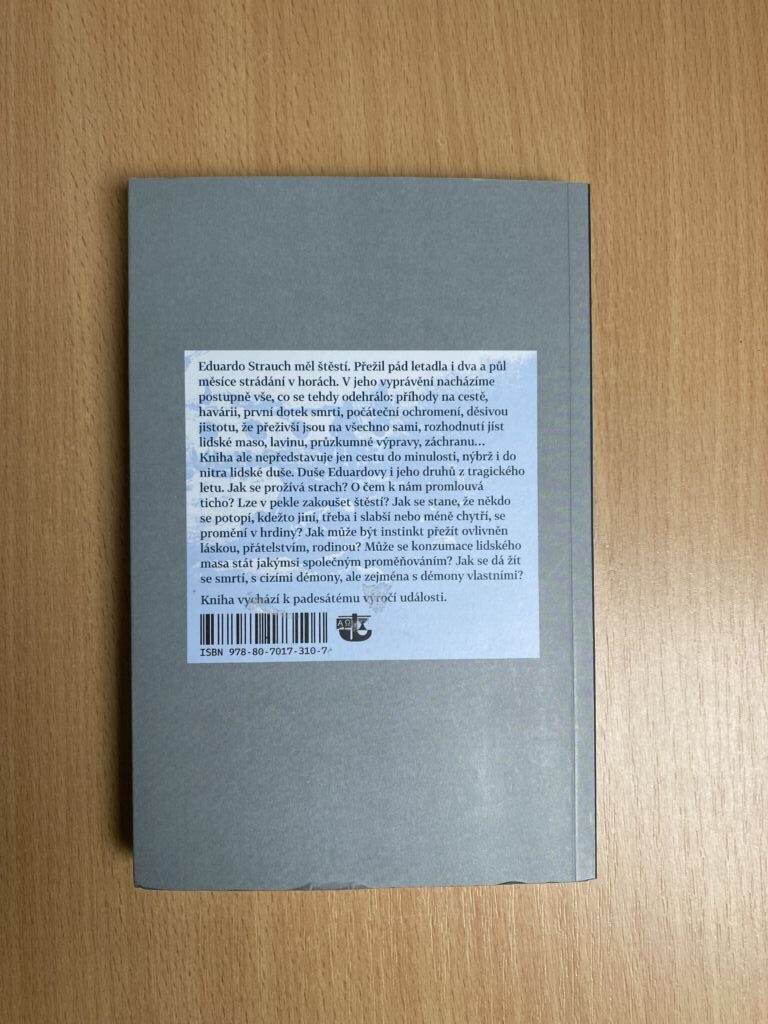 Eduardo Strauch měl štěstí. Přežil pád letadla i dva a půl
měsíce strádání v horách. V jeho vyprávění nacházíme
postupně vše, co se tehdy odehrálo: příhody na cestě,
havárii, první dotek smrti, počáteční ochromení, děsivou
jistotu, že přeživší jsou na všechno sami, rozhodnutí jíst
lidské maso, lavinu, průzkumné výpravy, záchranu...
Kniha ale nepředstavuje jen cestu do minulosti, nýbrž i do
nitra lidské duše. Duše Eduardovy i jeho druhů z tragického
letu. Jak se prožívá strach? O čem k nám promlouvá
ticho? Lze v pekle zakoušet štěstí? Jak se stane, že někdo
se potopí, kdežto jiní, třeba i slabší nebo méně chytří, se
promění v hrdiny? Jak může být instinkt přežít ovlivněn
láskou, přátelstvím, rodinou? Může se konzumace lidského
masa stát jakýmsi společným proměňováním? Jak se dá žít
se smrtí, s cizími démony, ale zejména s démony vlastními?
Kniha vychází k padesátému výročí události.
ΑΩ
ISBN 978-80-7017-310-7